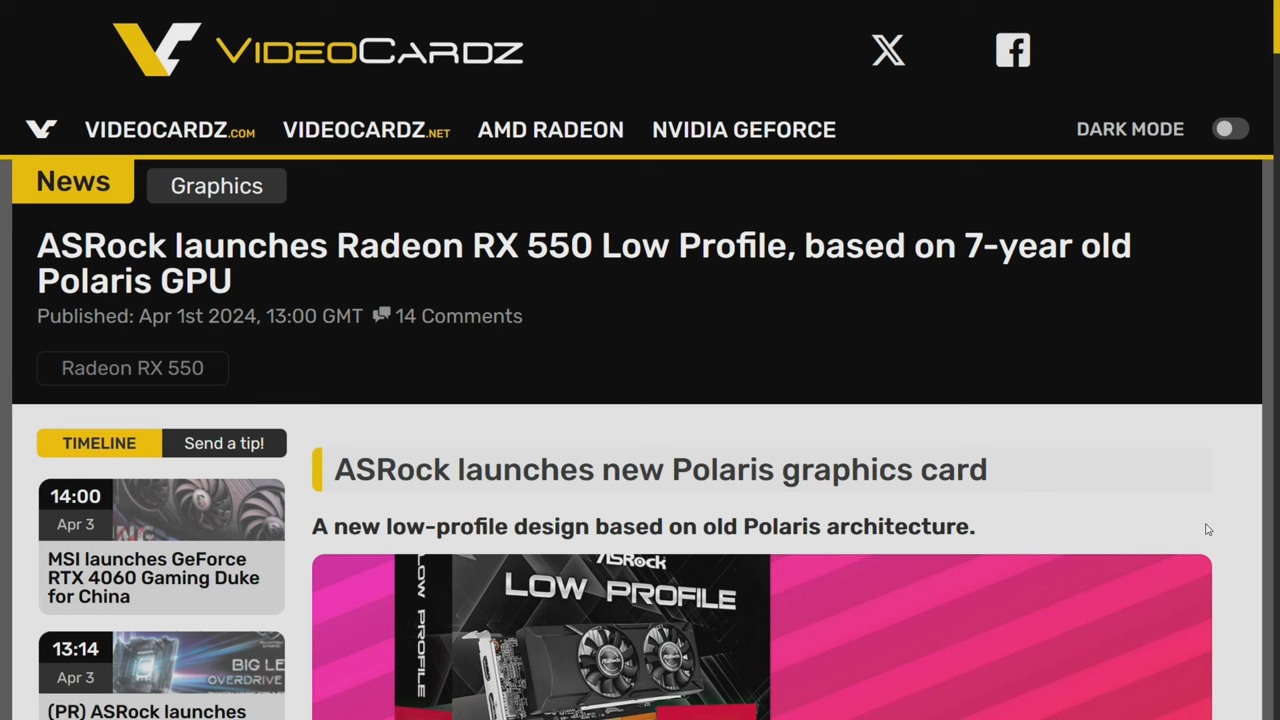 VIDEOCARDZ
VIDEOCARDZ.COM VIDEOCARDZ.NET AMD RADEON NVIDIA GEFORCE DARK MODE
News Graphics
ASRock launches Radeon RX 550 Low Profile, based on 7-year old
Polaris GPU
Published: Apr 1st 2024, 13:00 GMT 14 Comments
Radeon RX 550
TIMELINE Send a tip!
14:00
Apr 3
MSI launches GeForce
RTX 4060 Gaming Duke
for China
13:14
Apr 3
BIG LE
OVERDRIVE
(PR) ASRock launches
ASRock launches new Polaris graphics card
A new low-profile design based on old Polaris architecture.
ASRock
LOW PROFILE
LOW PROFILE
ASRock
ASRock